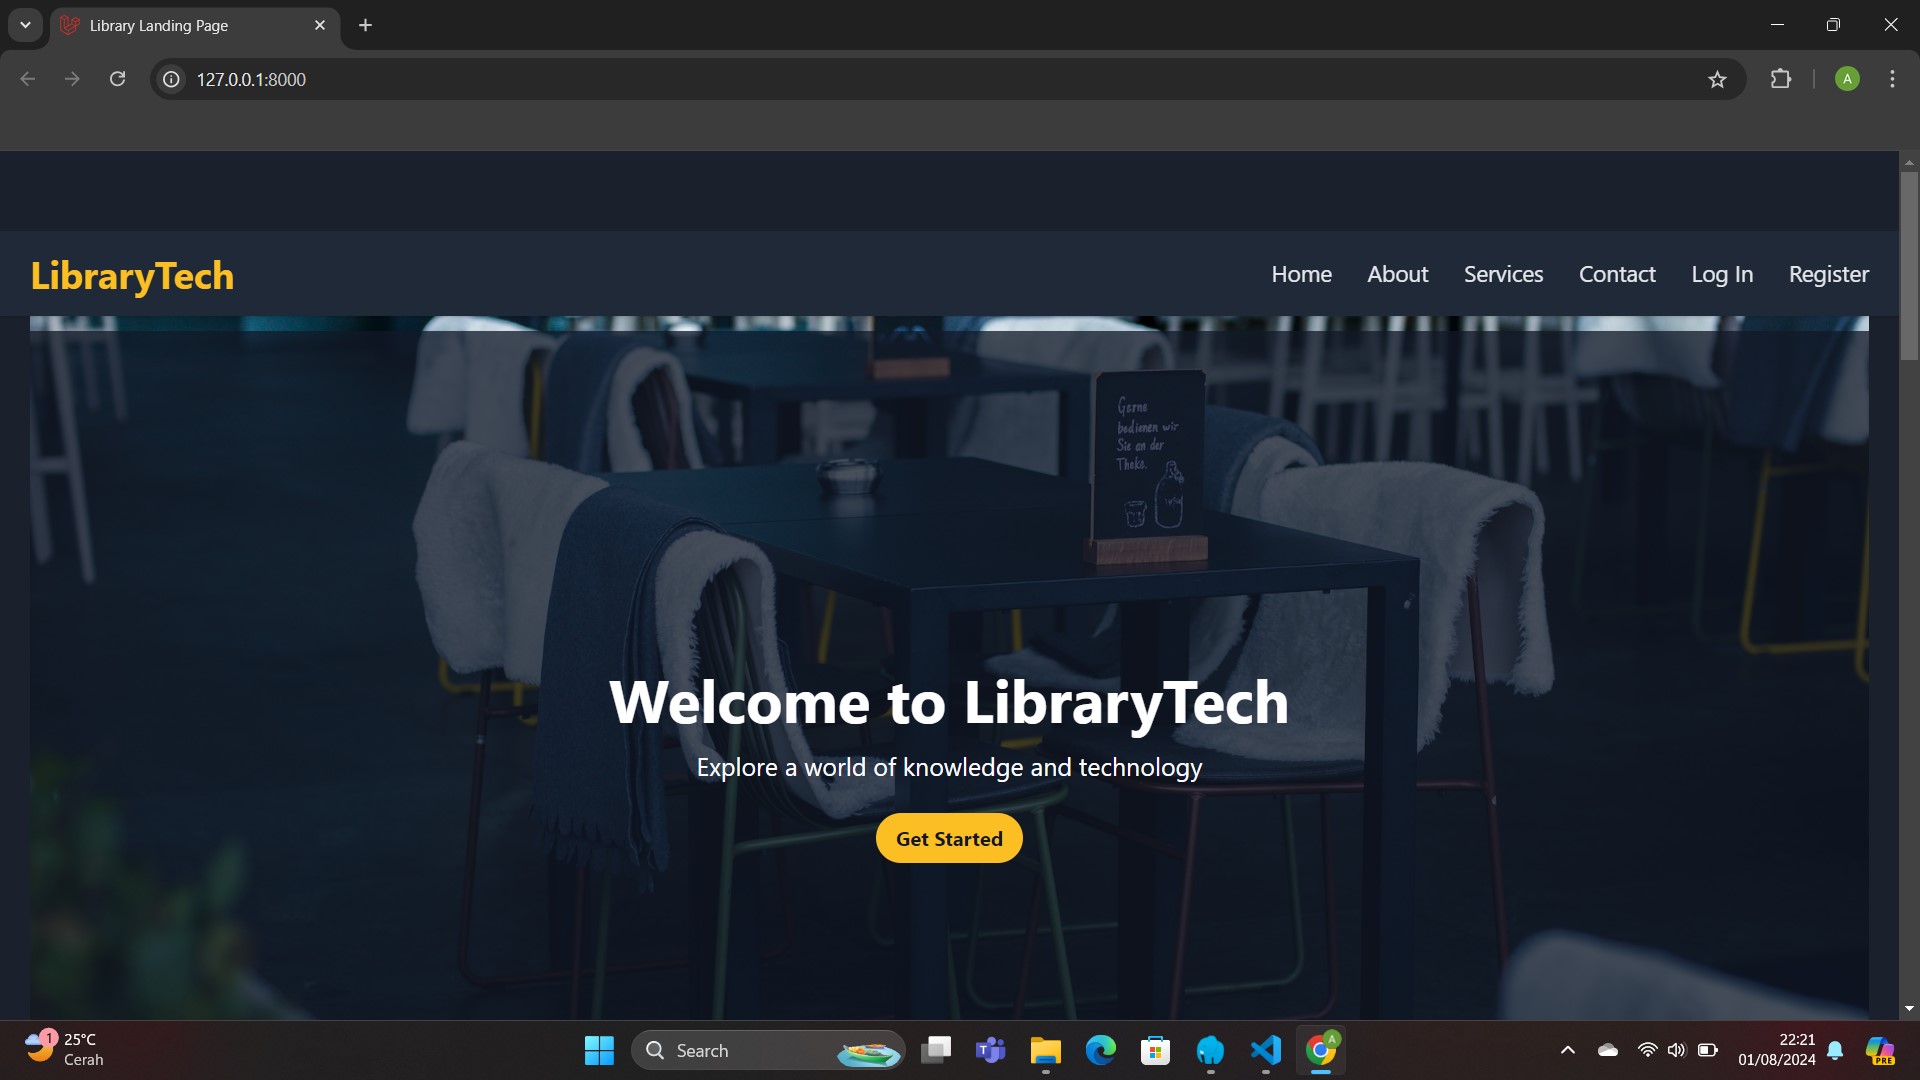 Library Landing Page
127.0.0.1:8000
A
LibraryTech
Home About Services Contact Log In Register
Gerne
bedienen wir
Sie an der
Theke.
Welcome to LibraryTech
Explore a world of knowledge and technology
Get Started
1
25°C
Cerah
Search
A
22:21
01/08/2024
PRE